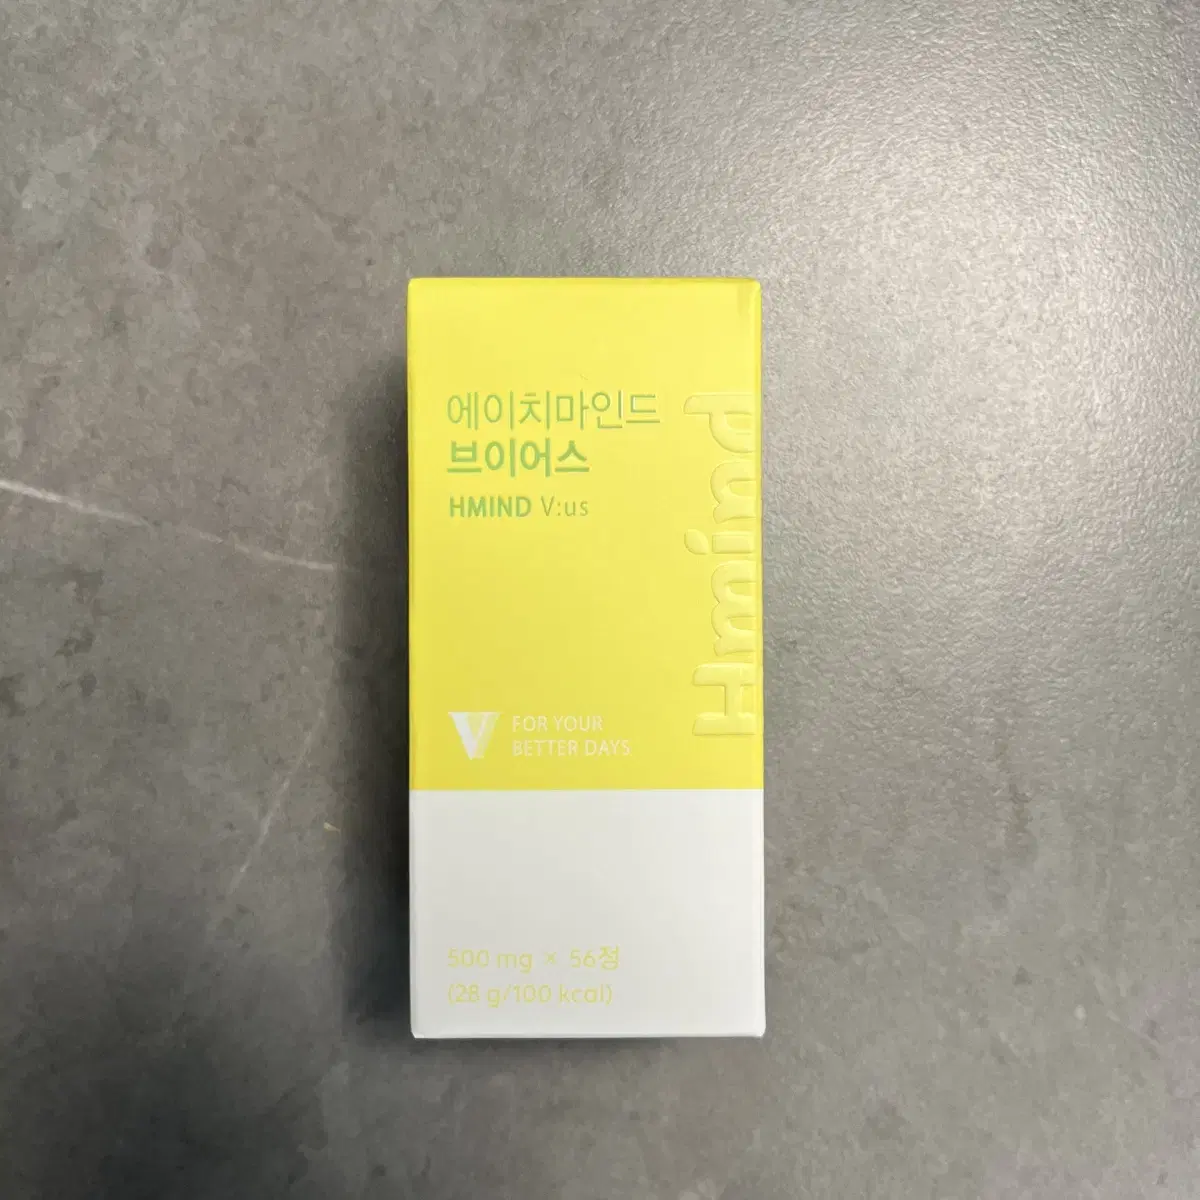 에이치마인드
브이어스
HMIND V:us
Hmind
FOR YOUR
BETTER DAYS
500 mg × 56정
(28 g/100 kcal)